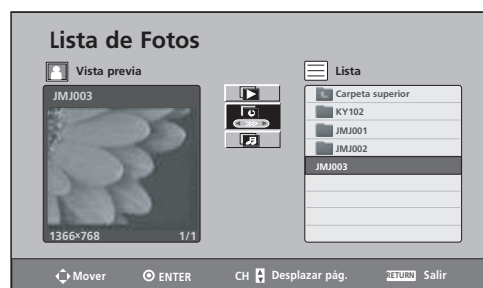 Lista de Fotos
Vista previa
JMJ003
1366×768 1/1
Lista
Carpeta superior
KY102
JMJ001
JMJ002
JMJ003
Mover ENTER CH Desplazar pág. RETURN Salir